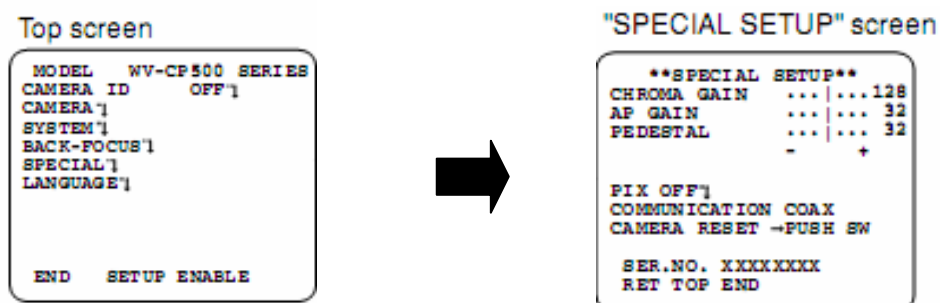 Top screen
MODEL WV-CP500 SERIES
CAMERA ID OFF↴
CAMERA↴
SYSTEM↴
BACK-FOCUS↴
SPECIAL↴
LANGUAGE↴
END SETUP ENABLE
"SPECIAL SETUP" screen
**SPECIAL SETUP**
CHROMA GAIN ...|...128
AP GAIN ...|... 32
PEDESTAL ...|... 32
- +
PIX OFF↴
COMMUNICATION COAX
CAMERA RESET →PUSH SW
SER.NO. XXXXXXXX
RET TOP END